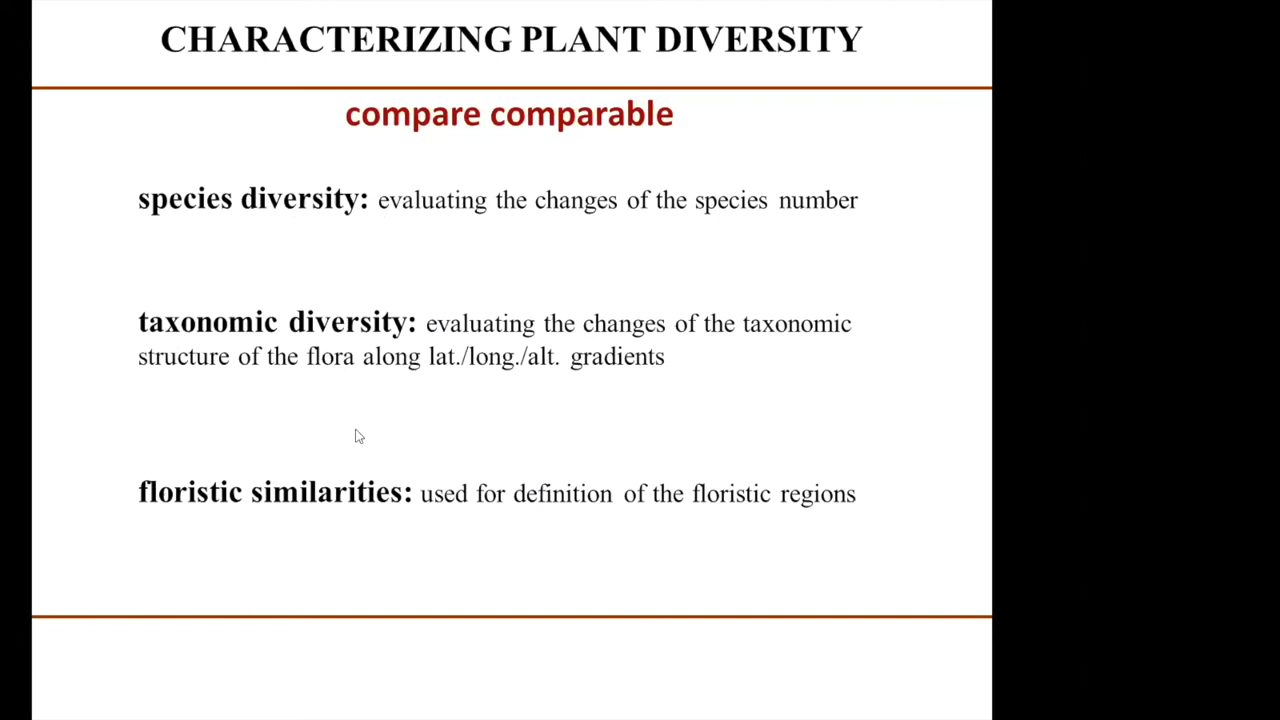 CHARACTERIZING PLANT DIVERSITY
compare comparable
species diversity: evaluating the changes of the species number
taxonomic diversity: evaluating the changes of the taxonomic
structure of the flora along lat./long./alt. gradients
floristic similarities: used for definition of the floristic regions